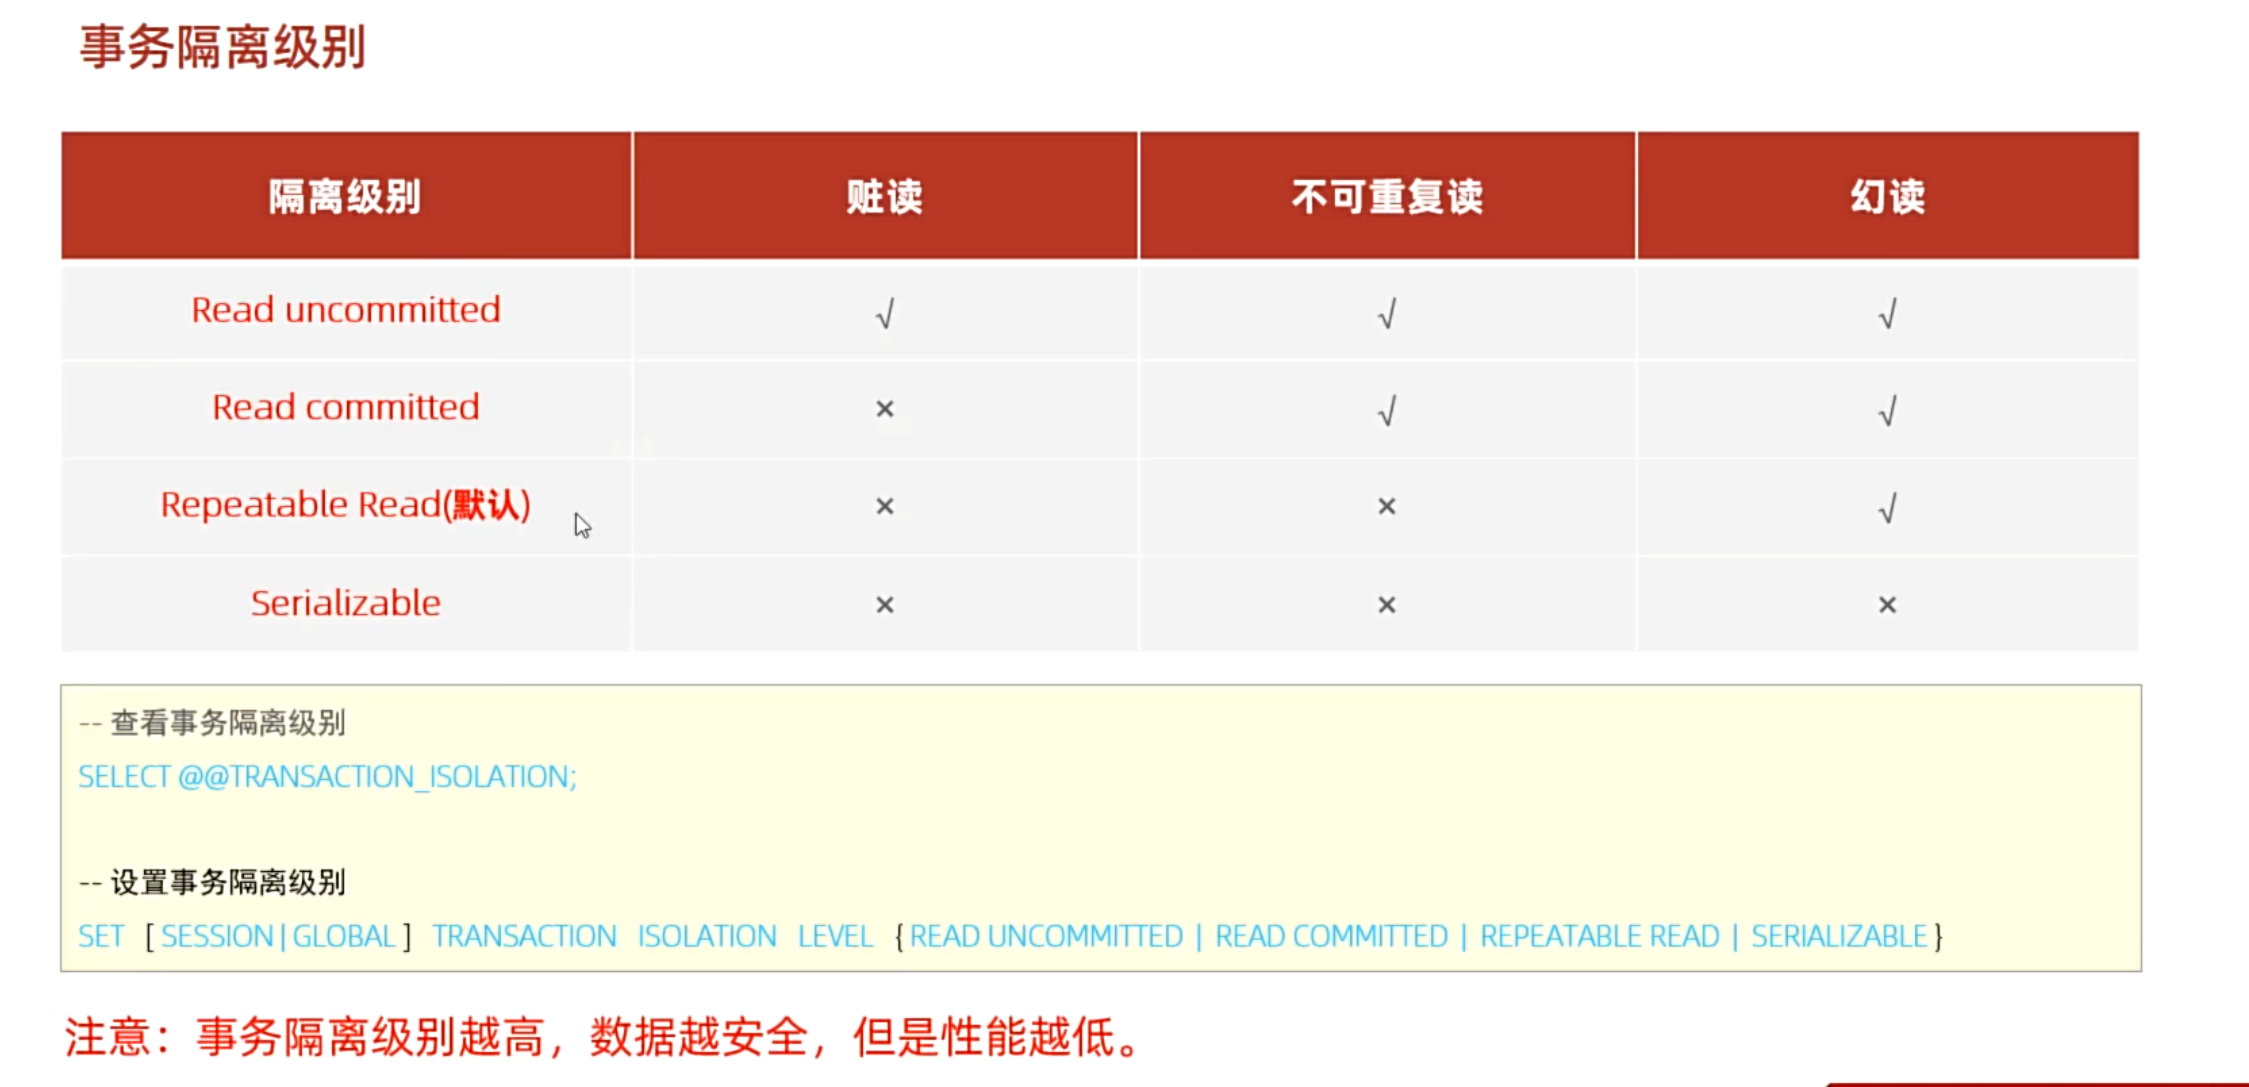 事务隔离级别
隔离级别 脏读 不可重复读 幻读
Read uncommitted √ √ √
Read committed × √ √
Repeatable Read(默认) × × √
Serializable × × ×
-- 查看事务隔离级别
SELECT @@TRANSACTION_ISOLATION;
-- 设置事务隔离级别
SET [ SESSION | GLOBAL ] TRANSACTION ISOLATION LEVEL { READ UNCOMMITTED | READ COMMITTED | REPEATABLE READ | SERIALIZABLE }
注意：事务隔离级别越高，数据越安全，但是性能越低。